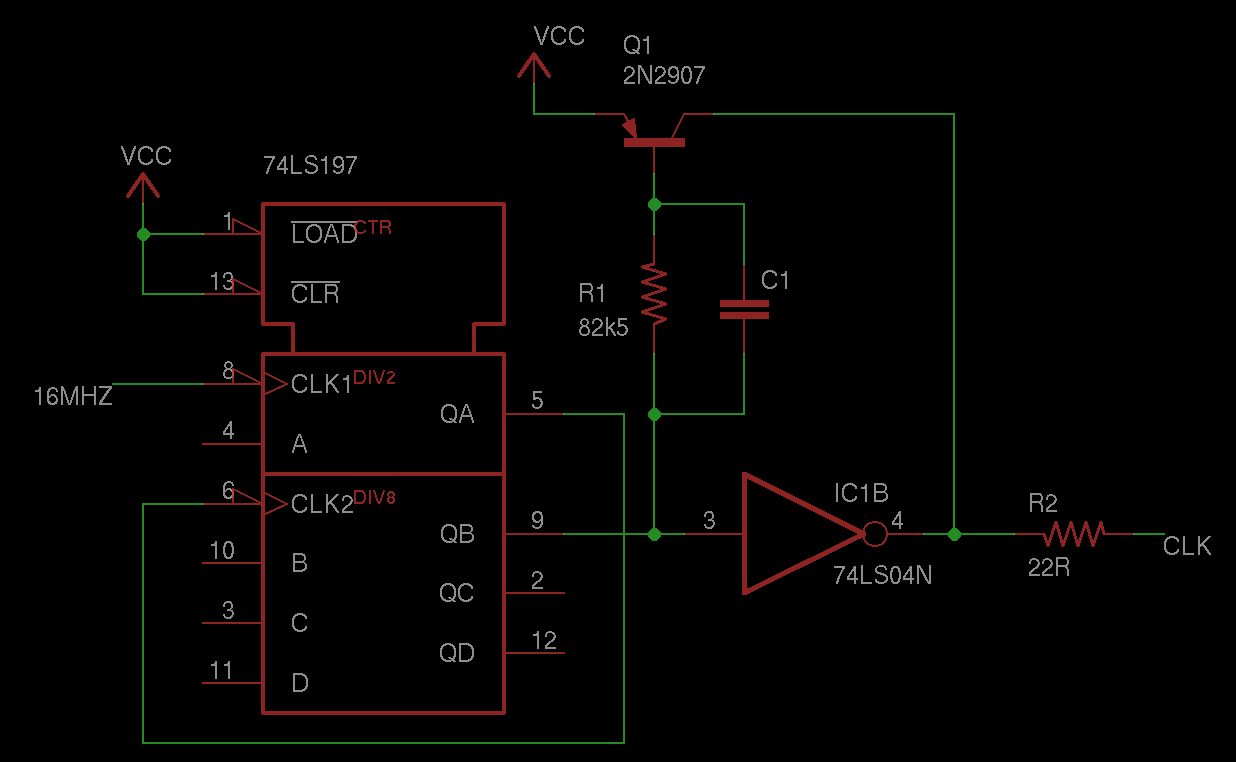 VCC
Q1
2N2907
VCC
74LS197
1
LOAD
CTR
13
CLR
R1
82k5
C1
8
CLK1
DIV2
16MHZ
QA
5
4
A
6
CLK2
DIV8
QB
9
3
IC1B
4
74LS04N
R2
22R
CLK
10
B
QC
2
3
C
QD
12
11
D